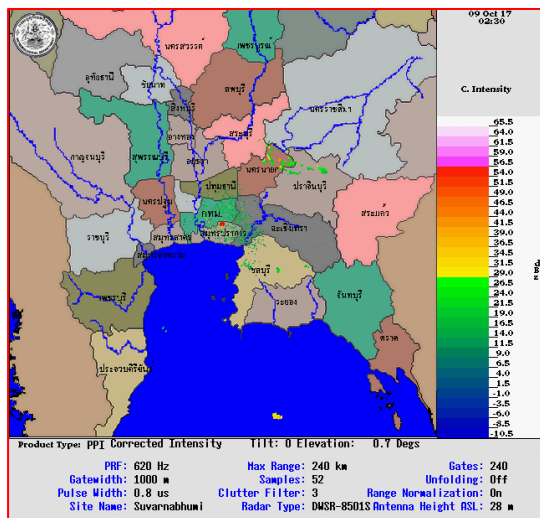 09 Oct 17
02:30
C. Intensity
เพชรบูรณ์
นครสวรรค์
อุทัยธานี
ชัยนาท
ลพบุรี
สิงห์บุรี
นครราชสีมา
อ่างทอง
สระบุรี
กาญจนบุรี
สุพรรณบุรี
อยุธยา
นครนายก
ปราจีนบุรี
ปทุมธานี
นครปฐม
กทม.
สระแก้ว
ราชบุรี
สมุทรสาคร
สมุทรปราการ
ฉะเชิงเทรา
สมุทรสงคราม
ชลบุรี
เพชรบุรี
ระยอง
จันทบุรี
ตราด
ประจวบคีรีขันธ์
65.5
64.0
61.5
59.0
56.5
54.0
51.5
49.0
46.5
44.0
41.5
39.0
36.5
34.0
31.5
29.0
26.5
24.0
21.5
19.0
16.5
14.0
11.5
9.0
6.5
4.0
1.5
-1.0
-3.5
-6.0
-8.5
-10.5
Product Type: PPI Corrected Intensity Tilt: 0 Elevation: 0.7 Degs
PRF: 620 Hz Max Range: 240 km Gates: 240
Gatewidth: 1000 m Samples: 52 Unfolding: Off
Pulse Width: 0.8 us Clutter Filter: 3 Range Normalization: On
Site Name: Suvarnabhumi Radar Type: DWSR-8501S Antenna Height ASL: 28 m